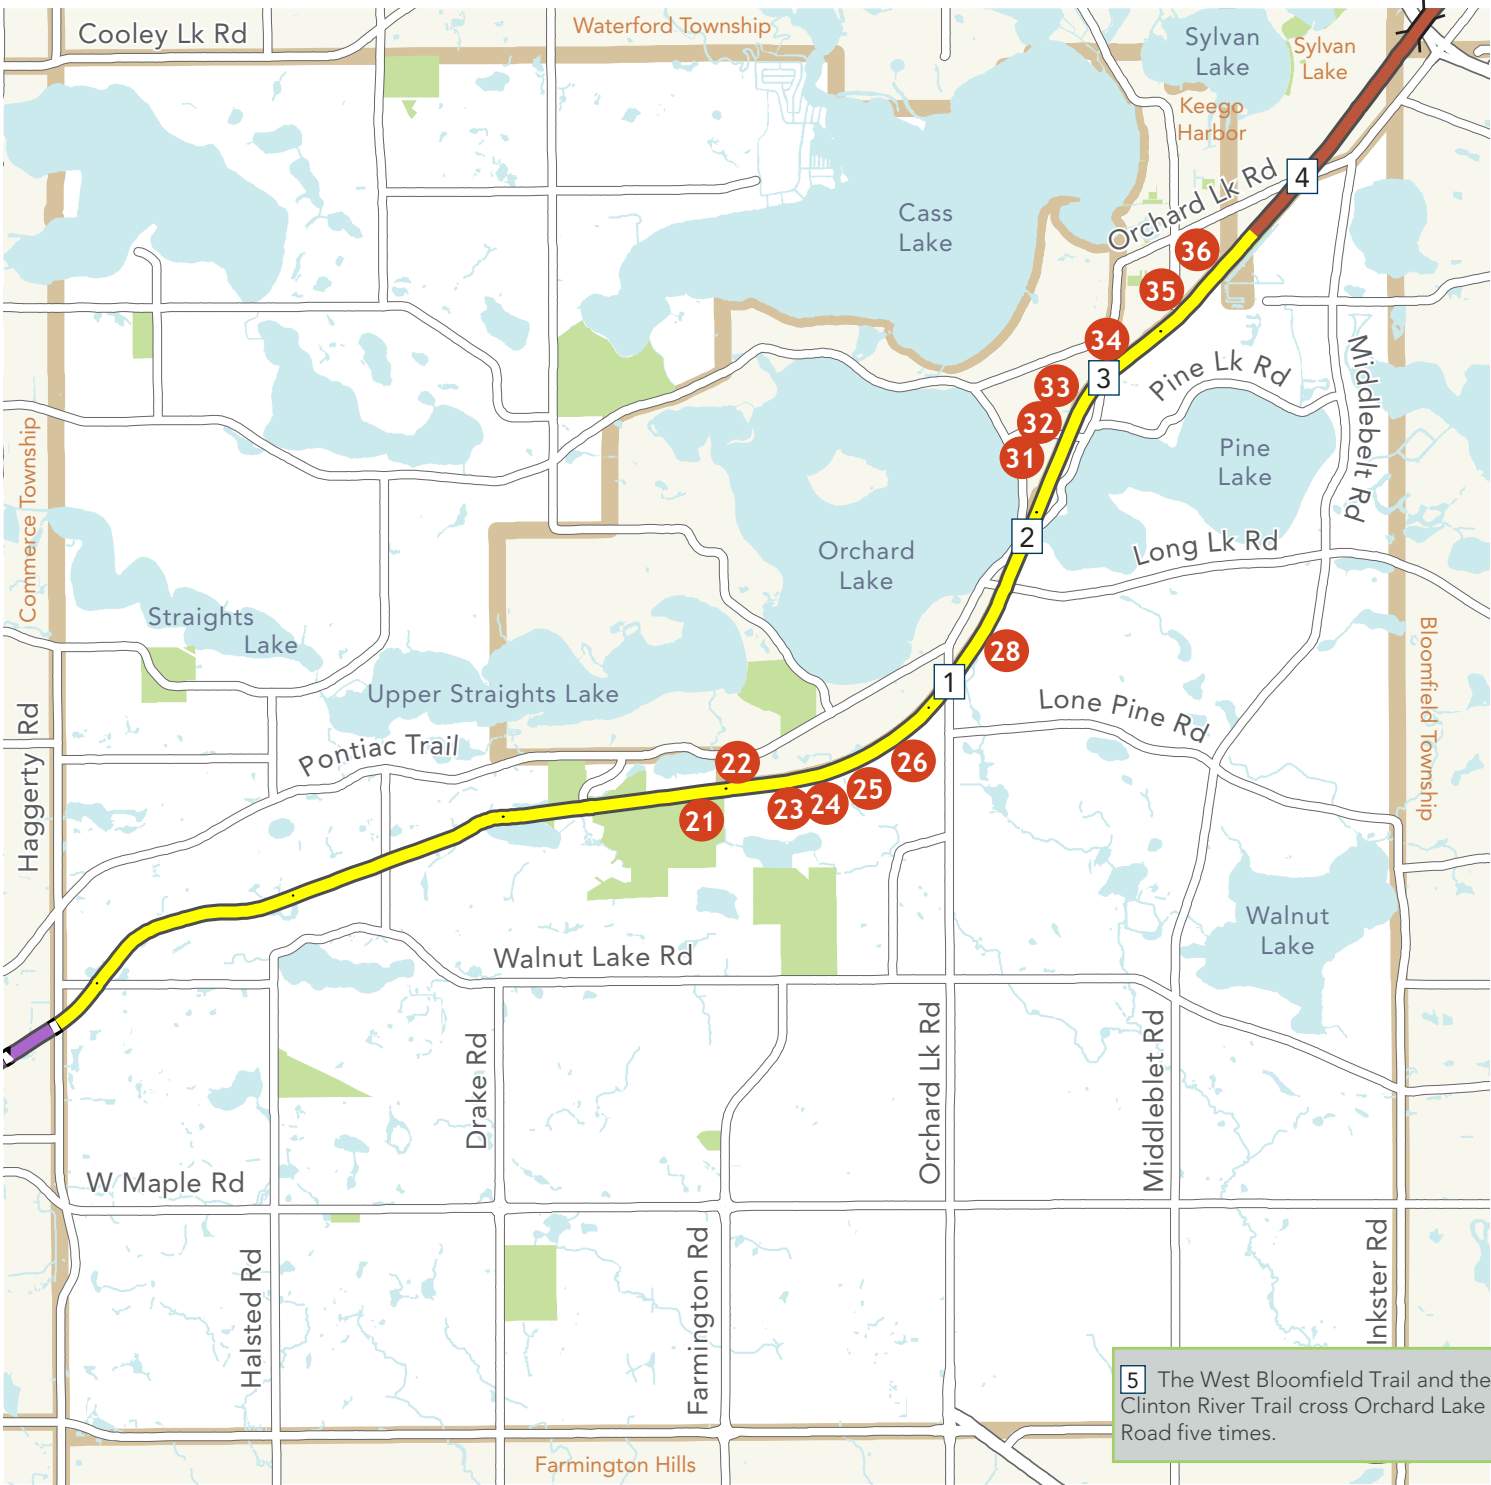 Cooley Lk Rd
Waterford Township
Sylvan
Lake
Sylvan
Lake
Keego
Harbor
4
Orchard Lk Rd
Cass
Lake
36
35
34
3
33
Pine Lk Rd
Middlebelt Rd
32
31
Pine
Lake
Commerce Township
2
Orchard
Lake
Long Lk Rd
Straights
Lake
28
Bloomfield Township
1
Upper Straights Lake
Lone Pine Rd
Haggerty Rd
Pontiac Trail
22
26
25
24
23
21
Walnut
Lake
Walnut Lake Rd
Drake Rd
Orchard Lk Rd
Middleblet Rd
W Maple Rd
Halsted Rd
Farmington Rd
Inkster Rd
5 The West Bloomfield Trail and the
Clinton River Trail cross Orchard Lake
Road five times.
Farmington Hills